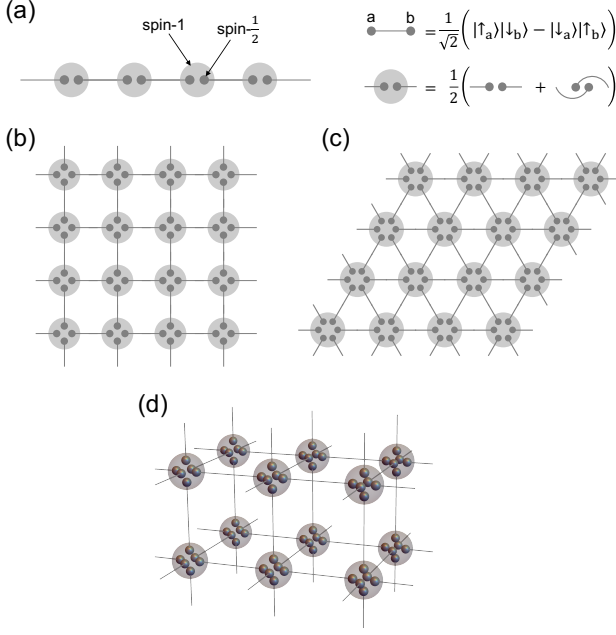 (a)
spin-1
spin-1/2
a b
= 1/√2 ( |↑a⟩|↓b⟩ − |↓a⟩|↑b⟩ )
= 1/2 ( + )
(b)
(c)
(d)